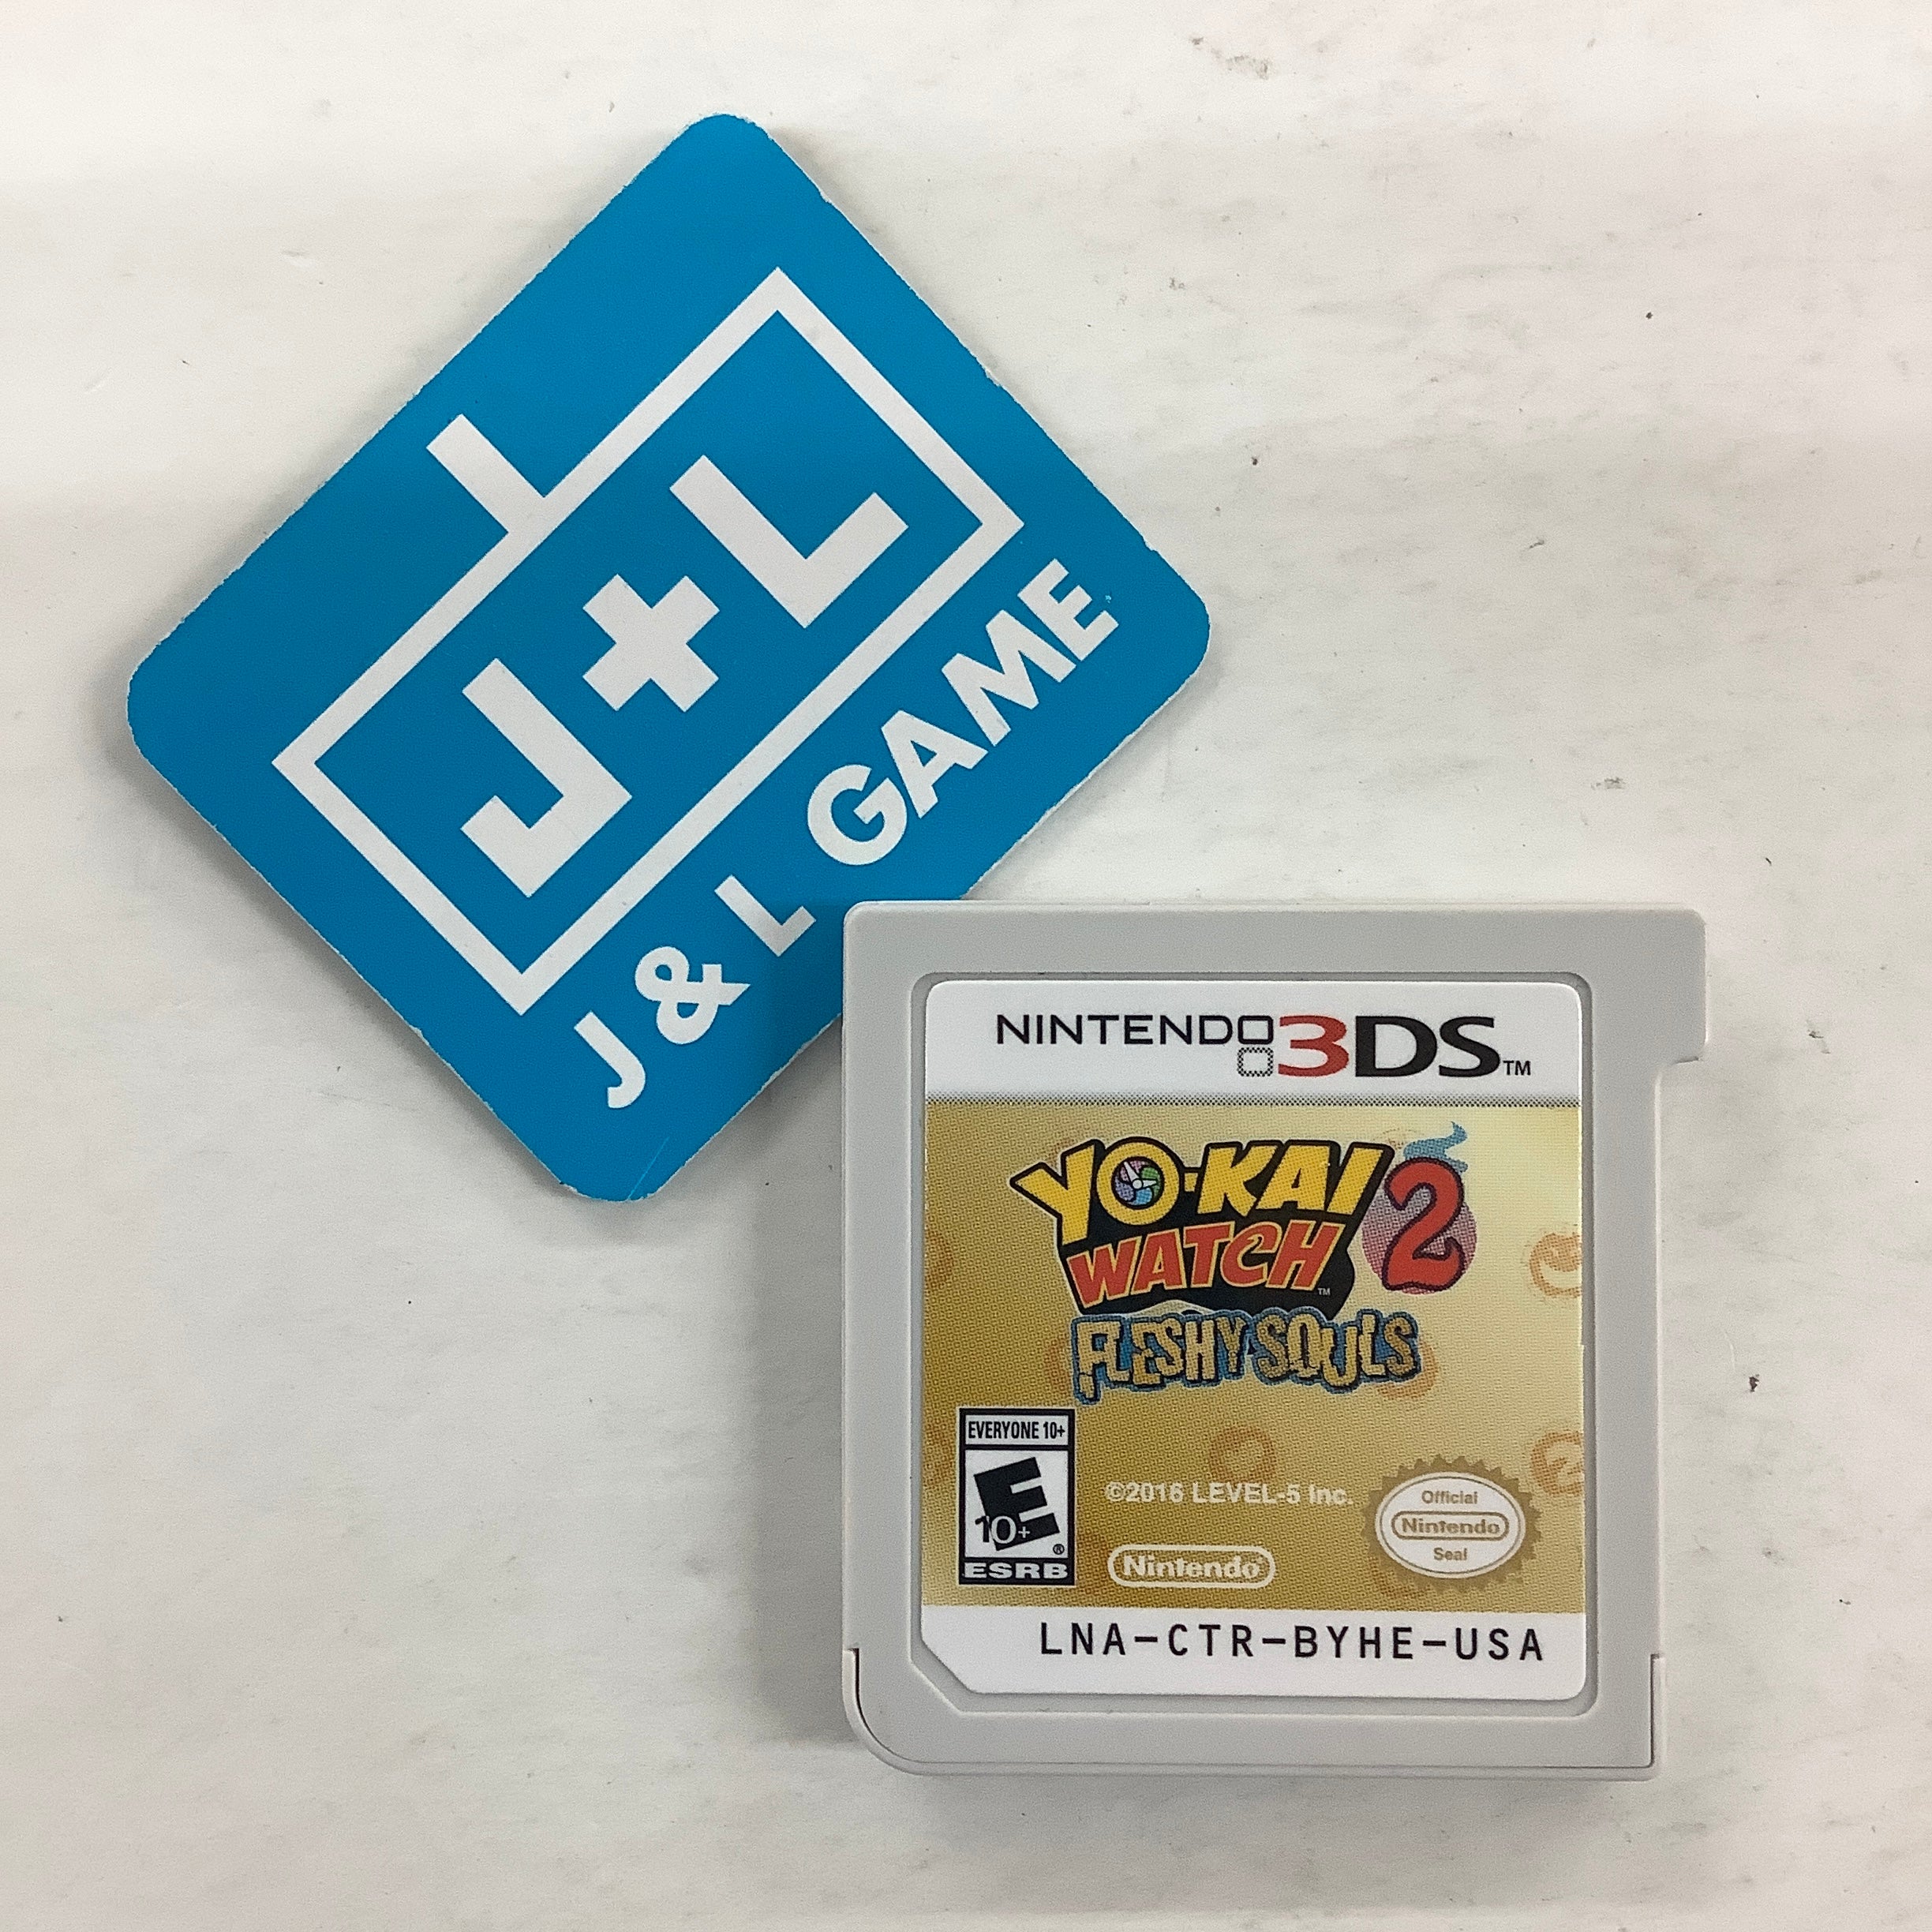 J+L
J & L GAME
NINTENDO 3DS™
YO-KAI
WATCH™ 2
FLESHY SOULS
EVERYONE 10+
E
10+
®
ESRB
©2016 LEVEL-5 Inc.
Nintendo®
Official
Nintendo
Seal
LNA-CTR-BYHE-USA